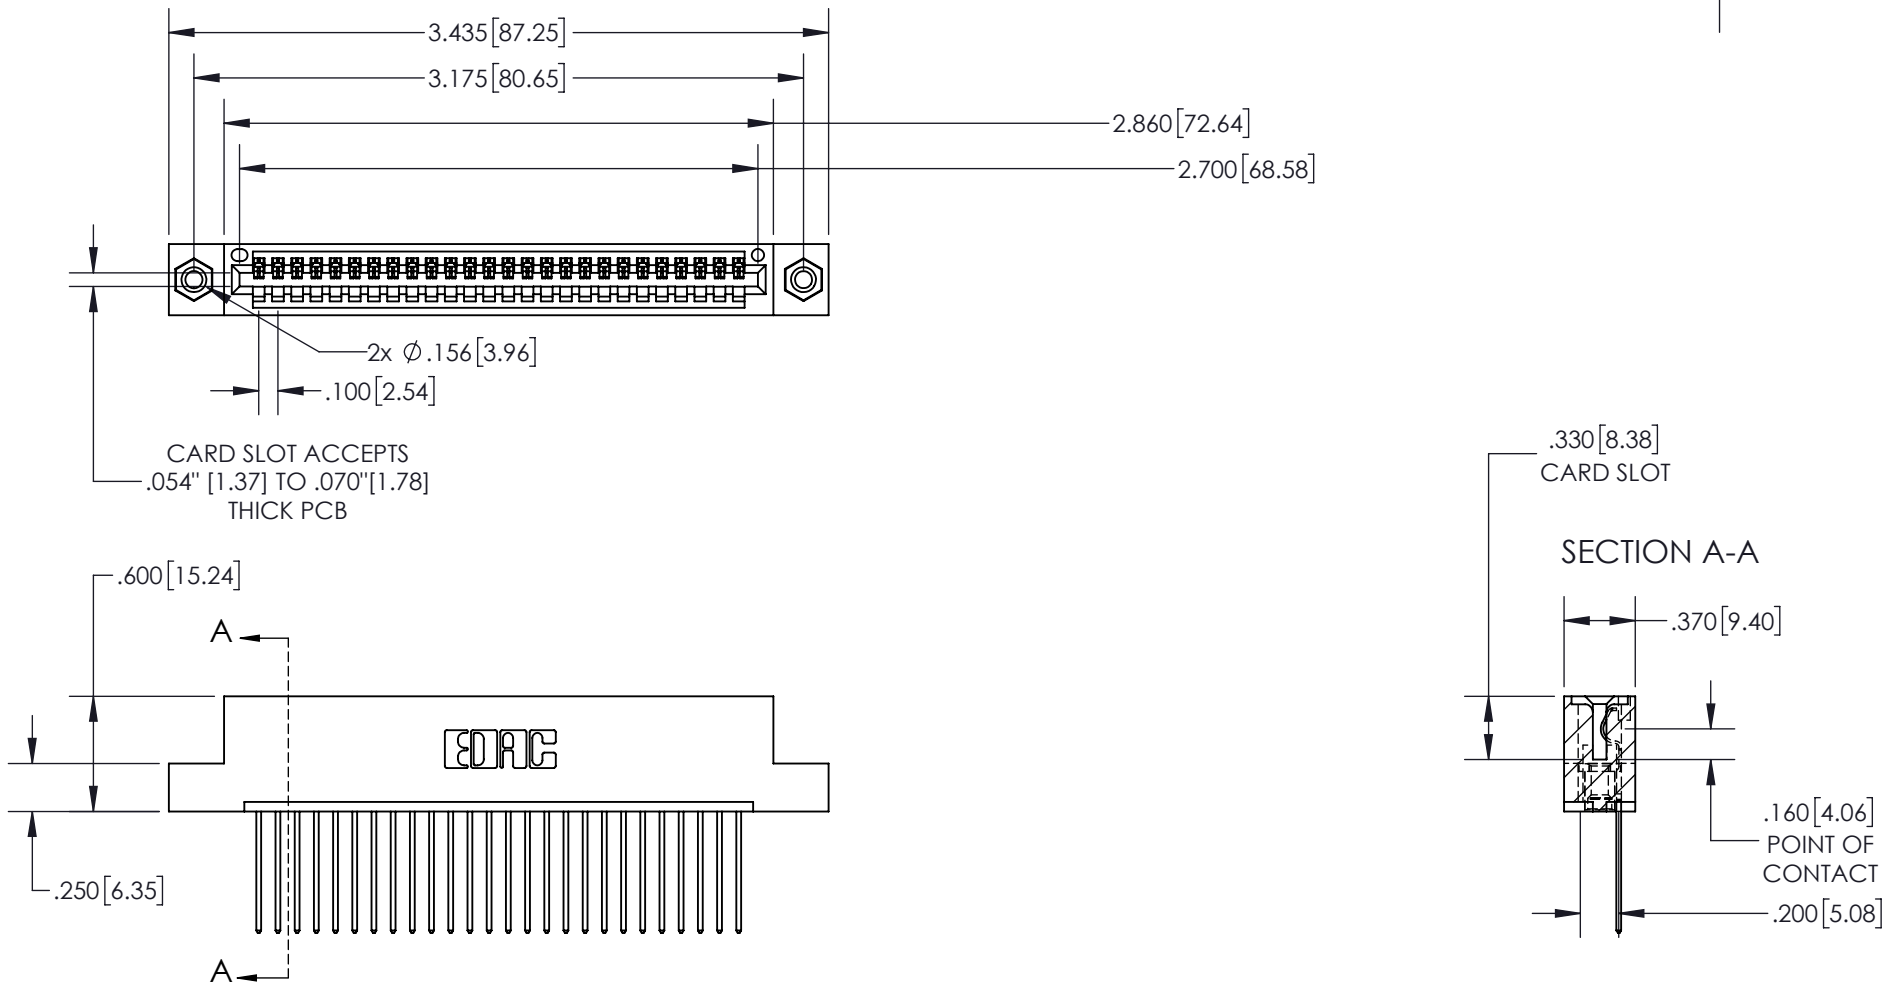 3.435[87.25]
3.175[80.65]
2.860[72.64]
2.700[68.58]
2x Ø.156[3.96]
.100[2.54]
CARD SLOT ACCEPTS
.054" [1.37] TO .070"[1.78]
THICK PCB
.330[8.38]
CARD SLOT
SECTION A-A
.600[15.24]
.370[9.40]
A
EDAC
.250[6.35]
.160[4.06]
POINT OF
CONTACT
.200[5.08]
A